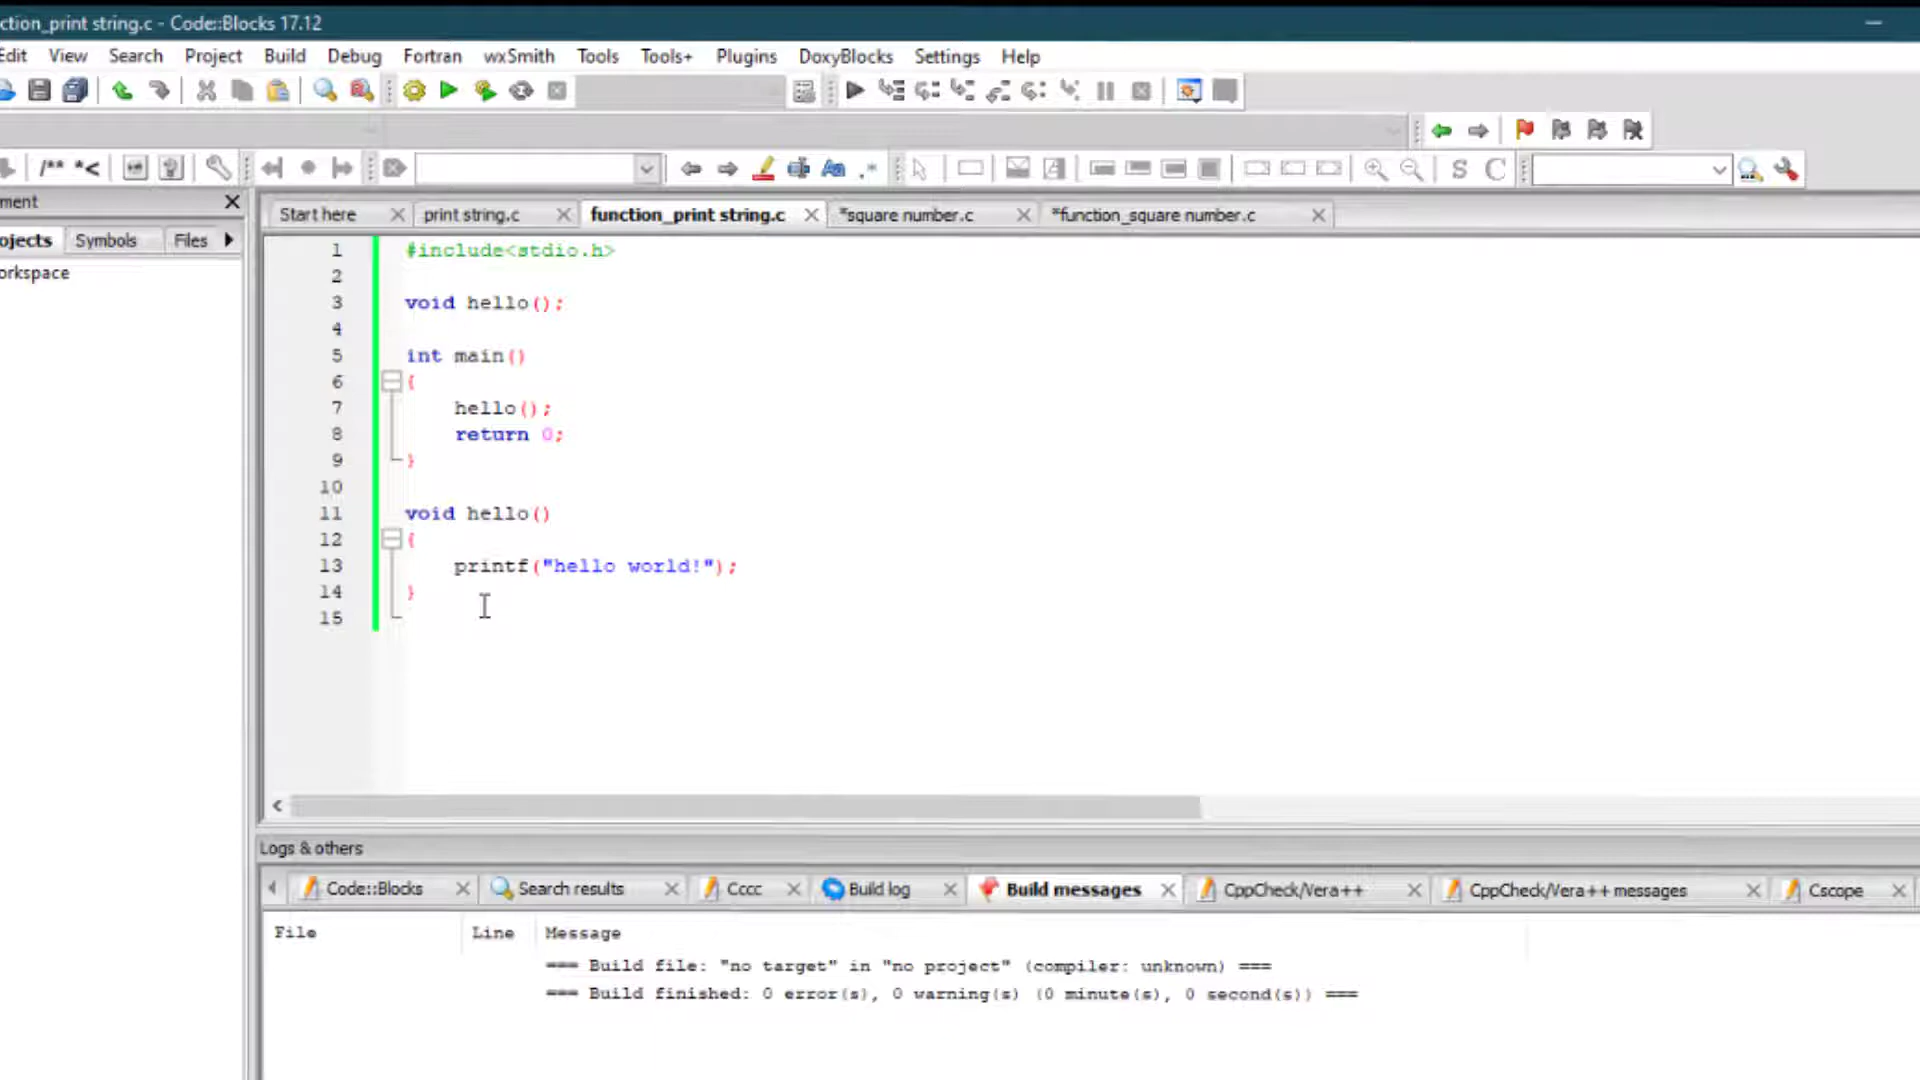 ction_print string.c - Code::Blocks 17.12
Edit View Search Project Build Debug Fortran wxSmith Tools Tools+ Plugins DoxyBlocks Settings Help
/** *<
S C
ment
ojects Symbols Files
orkspace
Start here print string.c function_print string.c *square number.c *function_square number.c
1 #include<stdio.h>
2
3 void hello();
4
5 int main()
6 {
7 hello();
8 return 0;
9 }
10
11 void hello()
12 {
13 printf("hello world!");
14 }
15
Logs & others
Code::Blocks Search results Cccc Build log Build messages CppCheck/Vera++ CppCheck/Vera++ messages Cscope
File Line Message
=== Build file: "no target" in "no project" (compiler: unknown) ===
=== Build finished: 0 error(s), 0 warning(s) (0 minute(s), 0 second(s)) ===